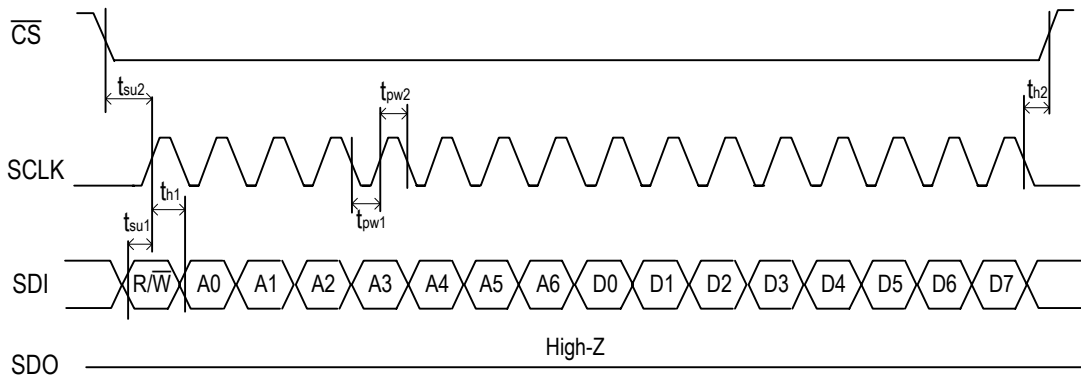 CS
tsu2
tpw2
th2
SCLK
th1
tpw1
tsu1
SDI
R/W A0 A1 A2 A3 A4 A5 A6 D0 D1 D2 D3 D4 D5 D6 D7
High-Z
SDO